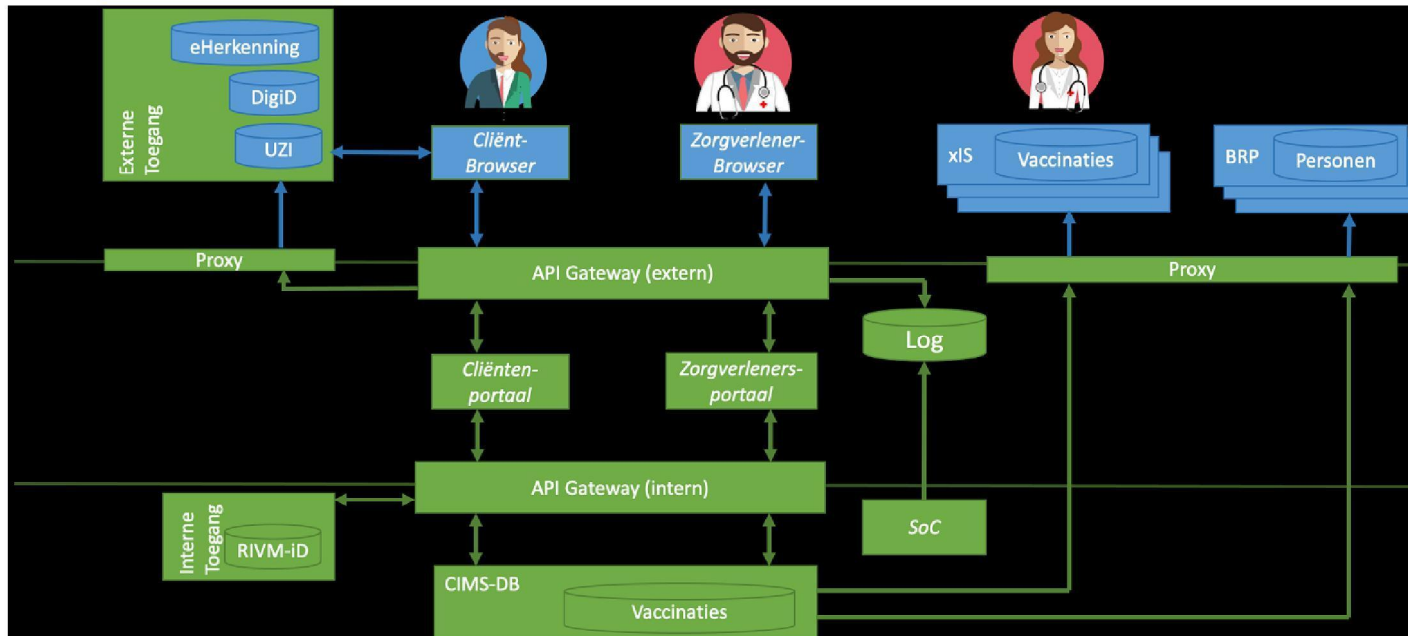 eHerkenning
DigiD
UZI
Externe
Toegang
Cliënt-
Browser
Zorgverlener-
Browser
xIS
Vaccinaties
BRP
Personen
Proxy
API Gateway (extern)
Proxy
Log
Cliënten-
portaal
Zorgverleners-
portaal
API Gateway (intern)
Interne
Toegang
RIVM-iD
SoC
CIMS-DB
Vaccinaties